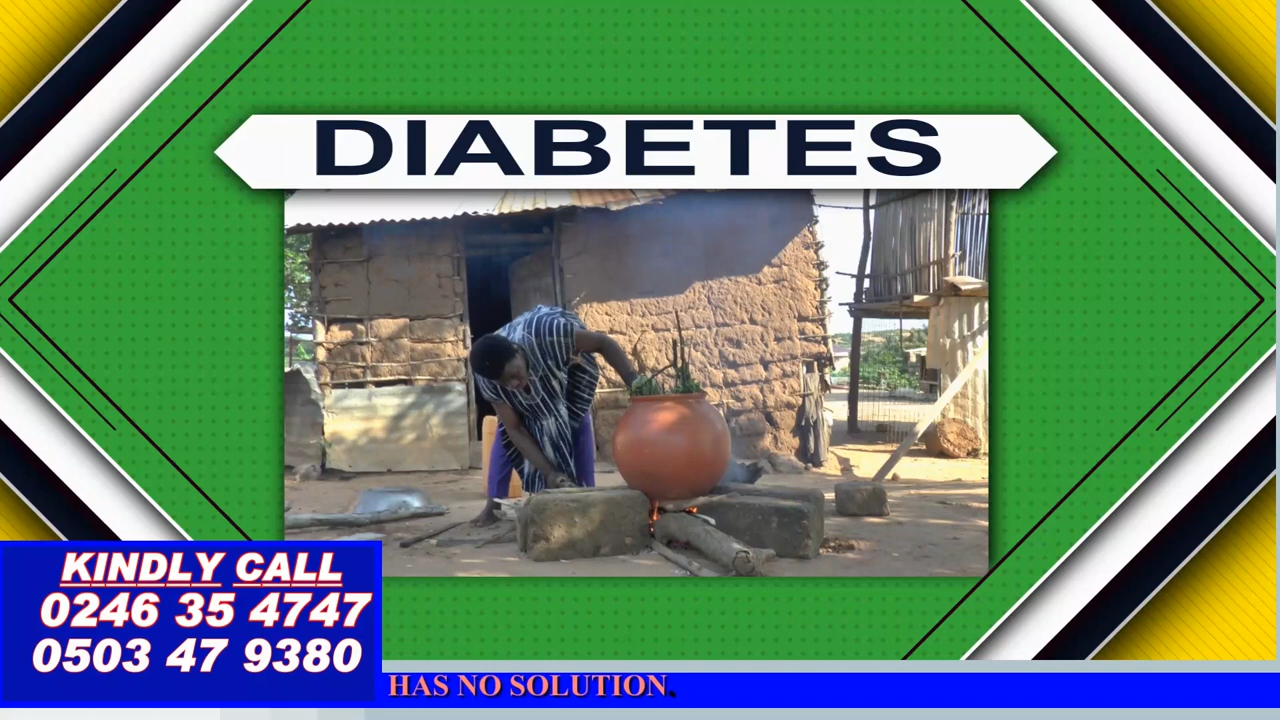 DIABETES
KINDLY CALL
0246 35 4747
0503 47 9380
HAS NO SOLUTION.